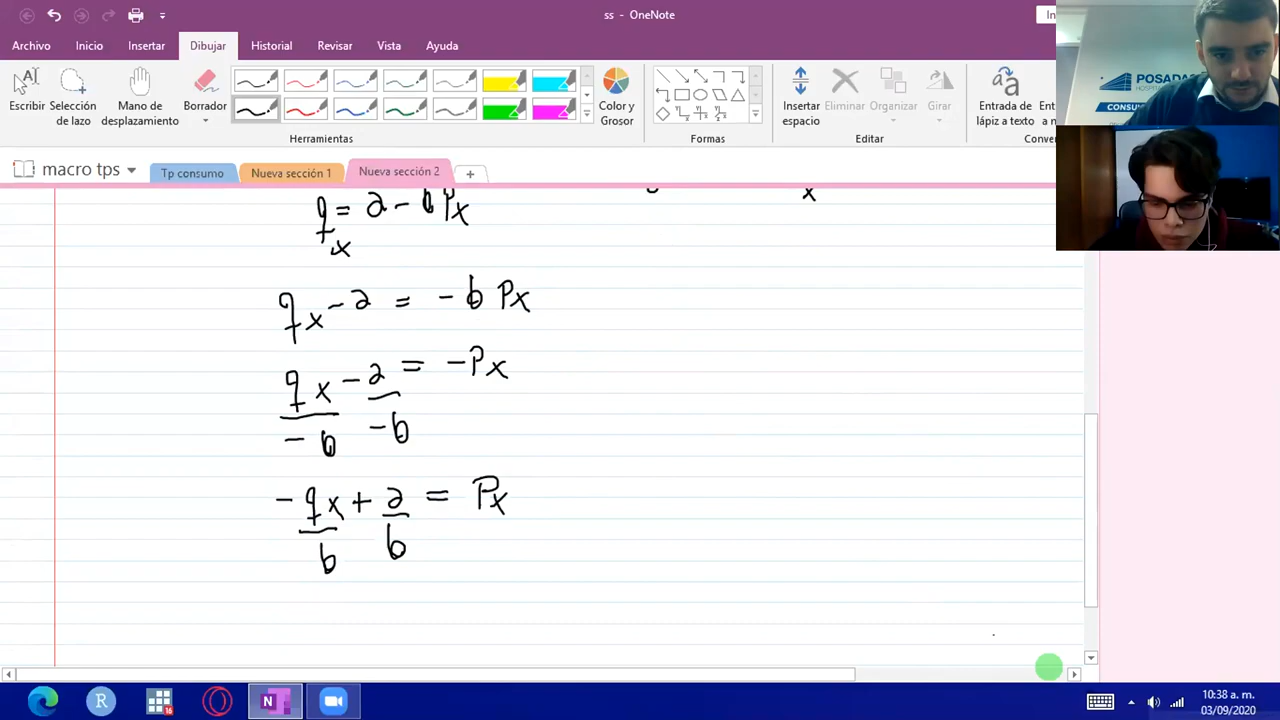 ss - OneNote
Archivo Inicio Insertar Dibujar Historial Revisar Vista Ayuda
Escribir Selección de lazo Mano de desplazamiento Borrador Color y Grosor Insertar espacio Eliminar Organizar Girar Entrada de lápiz a texto
Herramientas Formas Editar
macro tps Tp consumo Nueva sección 1 Nueva sección 2 +
POSADAS
qx = a - b Px
x
qx - a = - b Px
qx - a = - Px
- b - b
- qx + a = Px
b b
10:38 a. m.
03/09/2020